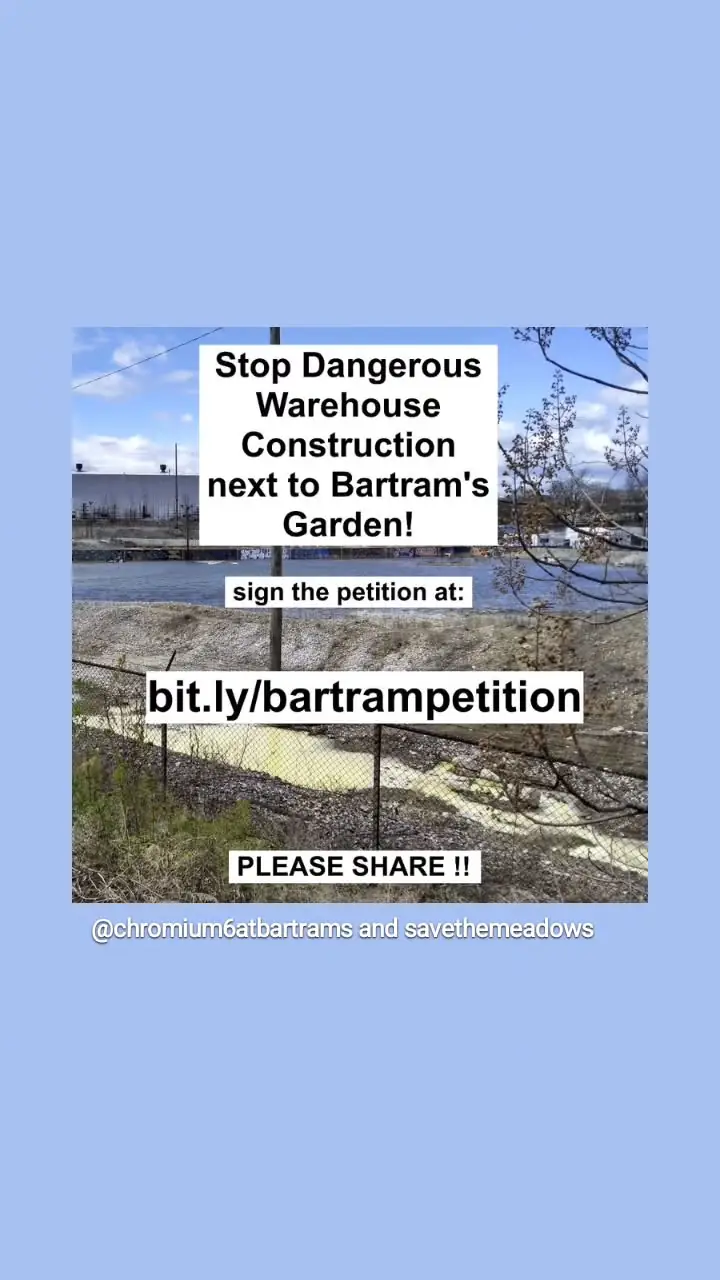 Stop Dangerous
Warehouse
Construction
next to Bartram's
Garden!
sign the petition at:
bit.ly/bartrampetition
PLEASE SHARE !!
@chromium6atbartrams and savethemeadows